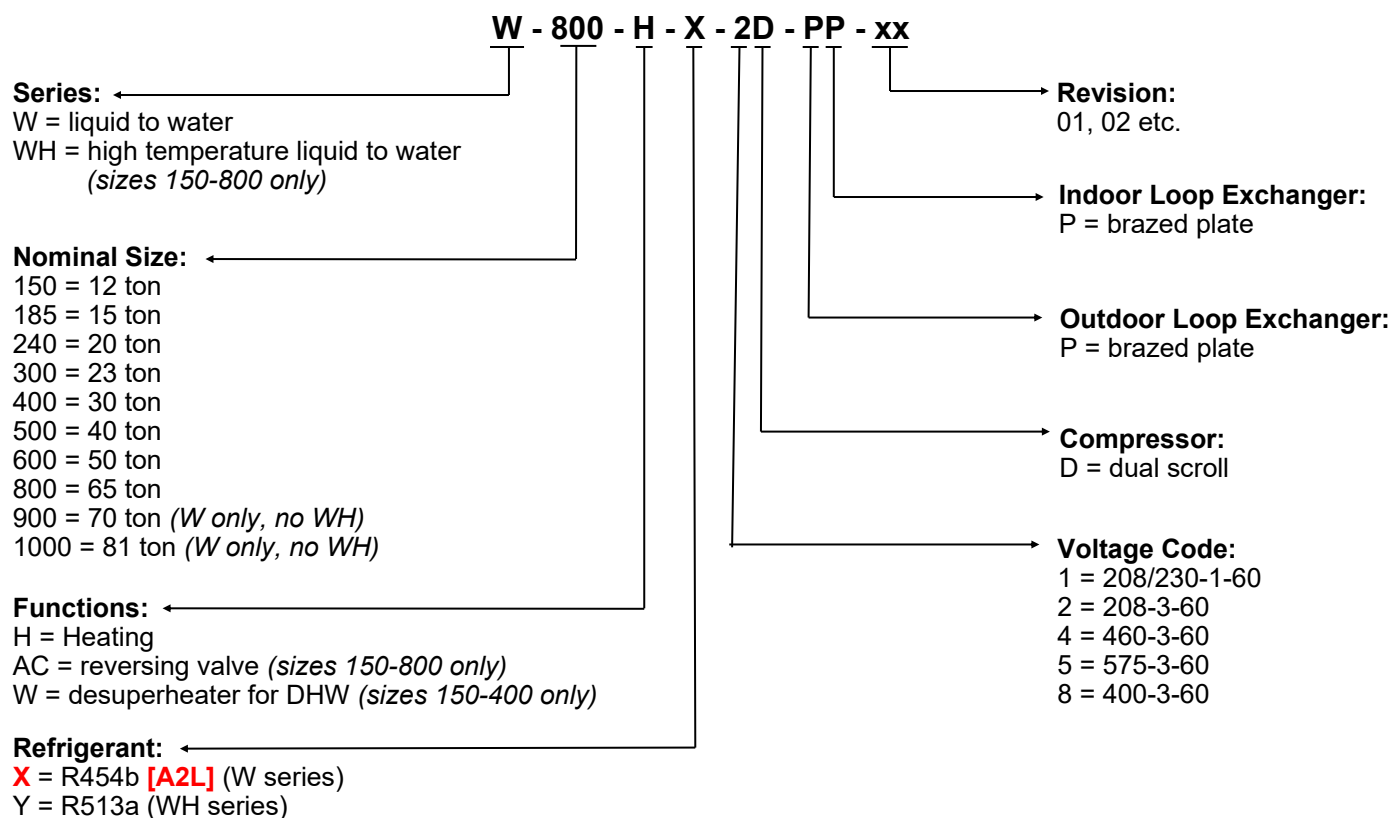 W - 800 - H - X - 2D - PP - xx
Series:
W = liquid to water
WH = high temperature liquid to water
(sizes 150-800 only)
Nominal Size:
150 = 12 ton
185 = 15 ton
240 = 20 ton
300 = 23 ton
400 = 30 ton
500 = 40 ton
600 = 50 ton
800 = 65 ton
900 = 70 ton (W only, no WH)
1000 = 81 ton (W only, no WH)
Functions:
H = Heating
AC = reversing valve (sizes 150-800 only)
W = desuperheater for DHW (sizes 150-400 only)
Refrigerant:
X = R454b [A2L] (W series)
Y = R513a (WH series)
Revision:
01, 02 etc.
Indoor Loop Exchanger:
P = brazed plate
Outdoor Loop Exchanger:
P = brazed plate
Compressor:
D = dual scroll
Voltage Code:
1 = 208/230-1-60
2 = 208-3-60
4 = 460-3-60
5 = 575-3-60
8 = 400-3-60